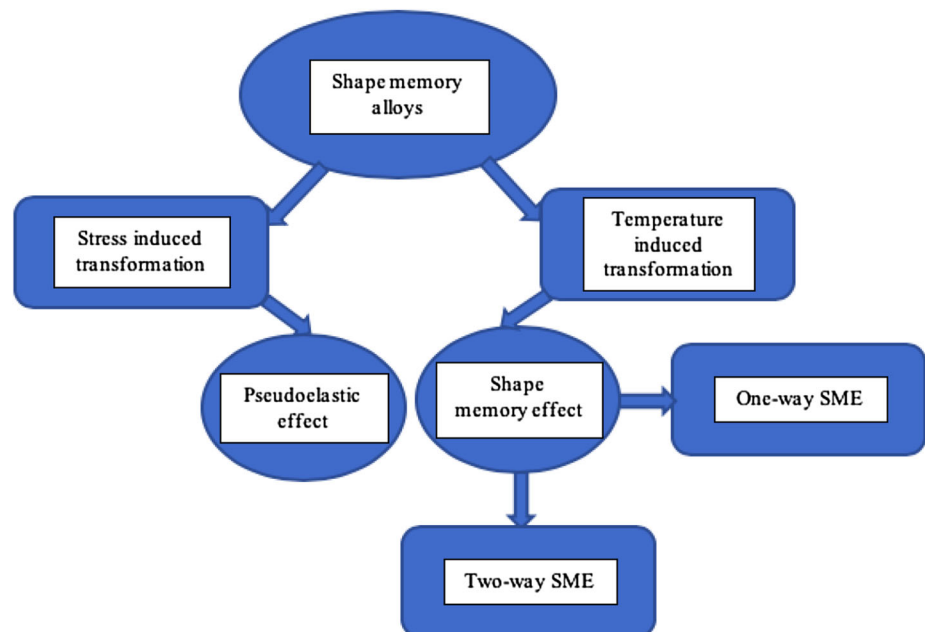 Shape memory
alloys
Stress induced
transformation
Temperature
induced
transformation
Pseudoelastic
effect
Shape
memory effect
One-way SME
Two-way SME